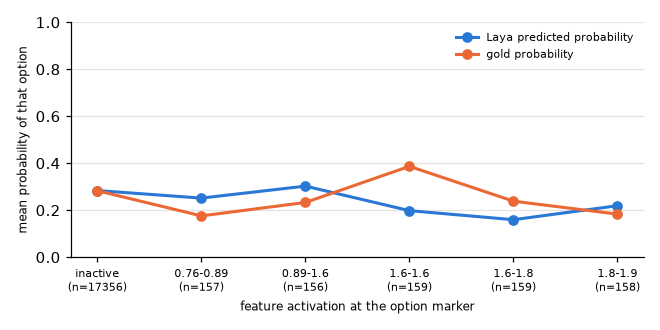 1.0
0.8
0.6
0.4
0.2
0.0
mean probability of that option
Laya predicted probability
gold probability
inactive (n=17356)
0.76-0.89 (n=157)
0.89-1.6 (n=156)
1.6-1.6 (n=159)
1.6-1.8 (n=159)
1.8-1.9 (n=158)
feature activation at the option marker